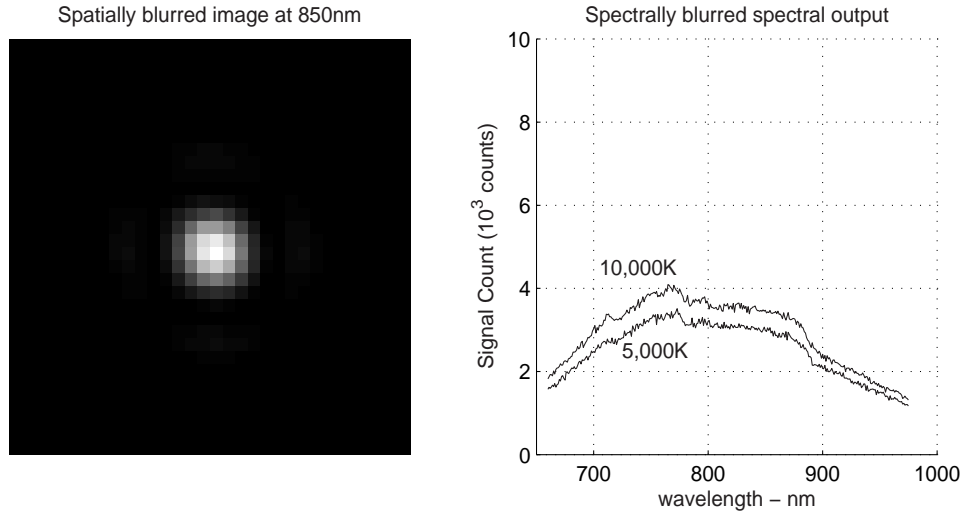 Spatially blurred image at 850nm
Spectrally blurred spectral output
10
8
6
4
2
0
Signal Count (10³ counts)
10,000K
5,000K
700
800
900
1000
wavelength − nm